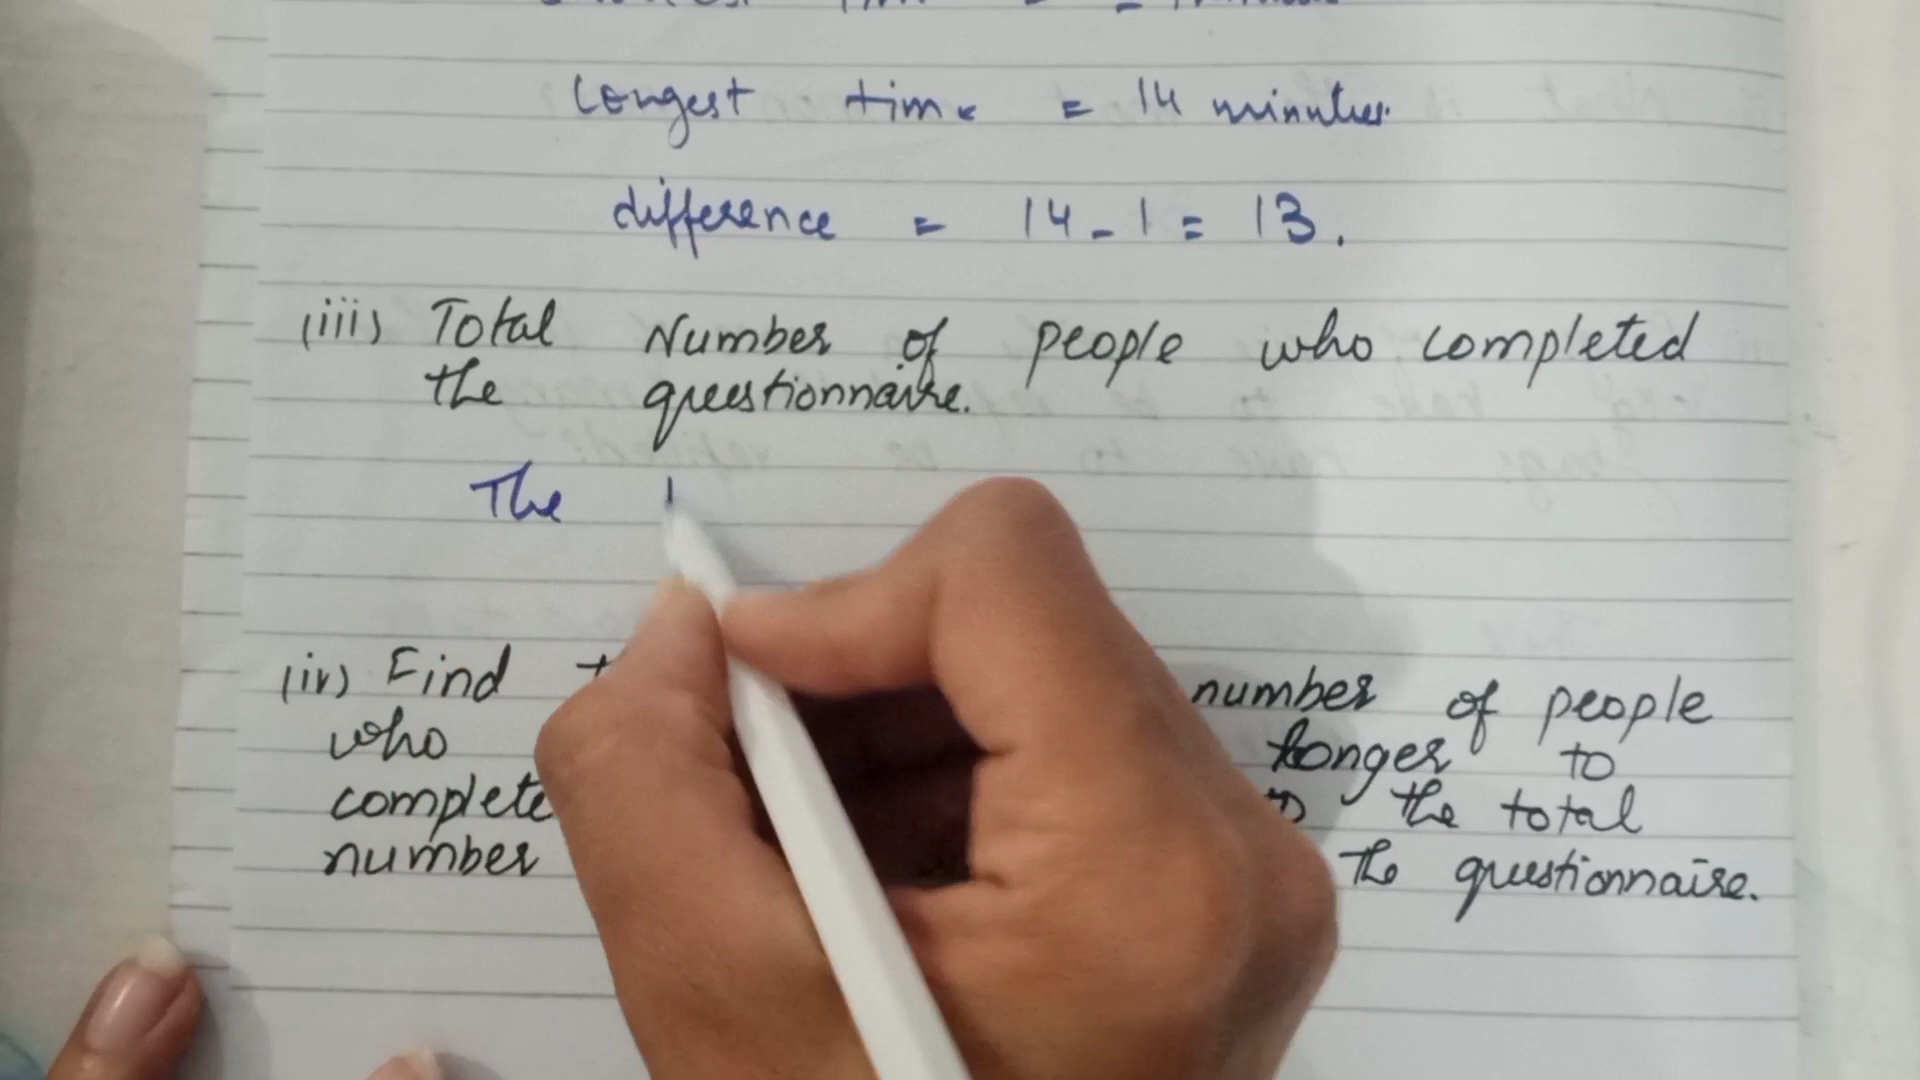 Longest time = 14 minutes.
difference = 14 - 1 = 13.
(iii) Total Number of people who completed
the questionnaire.
The
(iv) Find number of people
who longer to
complete the total
number the questionnaire.